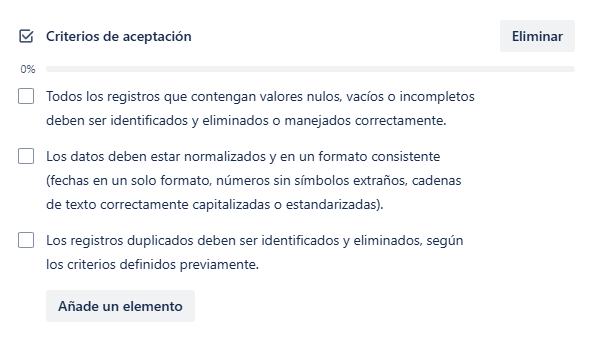 Criterios de aceptación
Eliminar
0%
Todos los registros que contengan valores nulos, vacíos o incompletos
deben ser identificados y eliminados o manejados correctamente.
Los datos deben estar normalizados y en un formato consistente
(fechas en un solo formato, números sin símbolos extraños, cadenas
de texto correctamente capitalizadas o estandarizadas).
Los registros duplicados deben ser identificados y eliminados, según
los criterios definidos previamente.
Añade un elemento